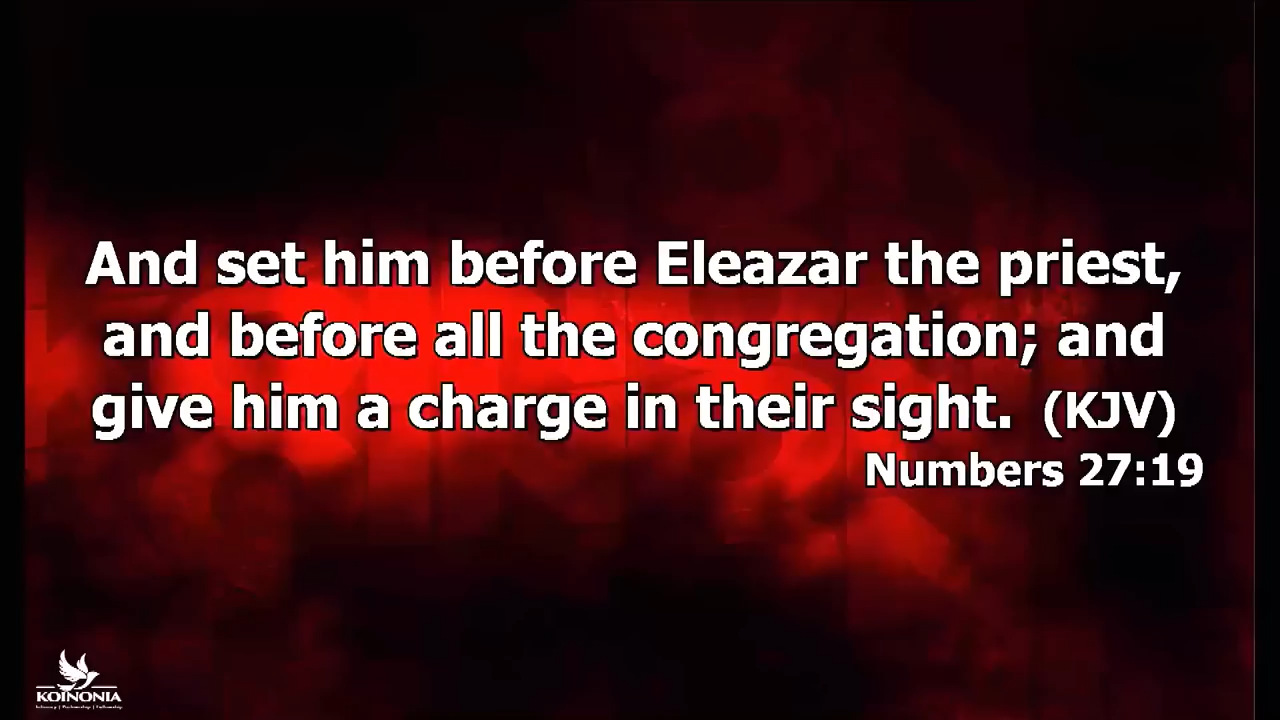 And set him before Eleazar the priest,
and before all the congregation; and
give him a charge in their sight. (KJV)
Numbers 27:19
KOINONIA